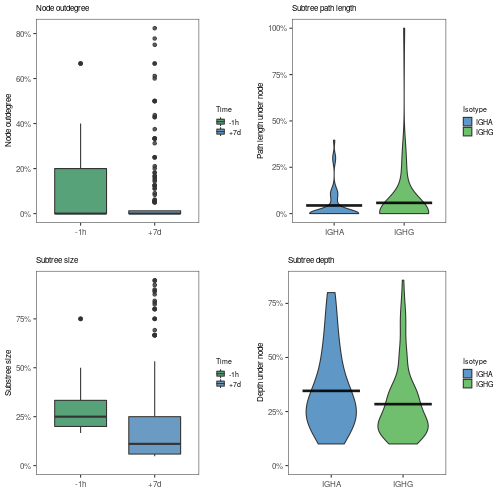 Node outdegree
Node outdegree
80%
60%
40%
20%
0%
-1h
+7d
Time
-1h
+7d
Subtree path length
Path length under node
100%
75%
50%
25%
0%
IGHA
IGHG
Isotype
IGHA
IGHG
Subtree size
Substree size
75%
50%
25%
0%
-1h
+7d
Time
-1h
+7d
Subtree depth
Depth under node
75%
50%
25%
0%
IGHA
IGHG
Isotype
IGHA
IGHG